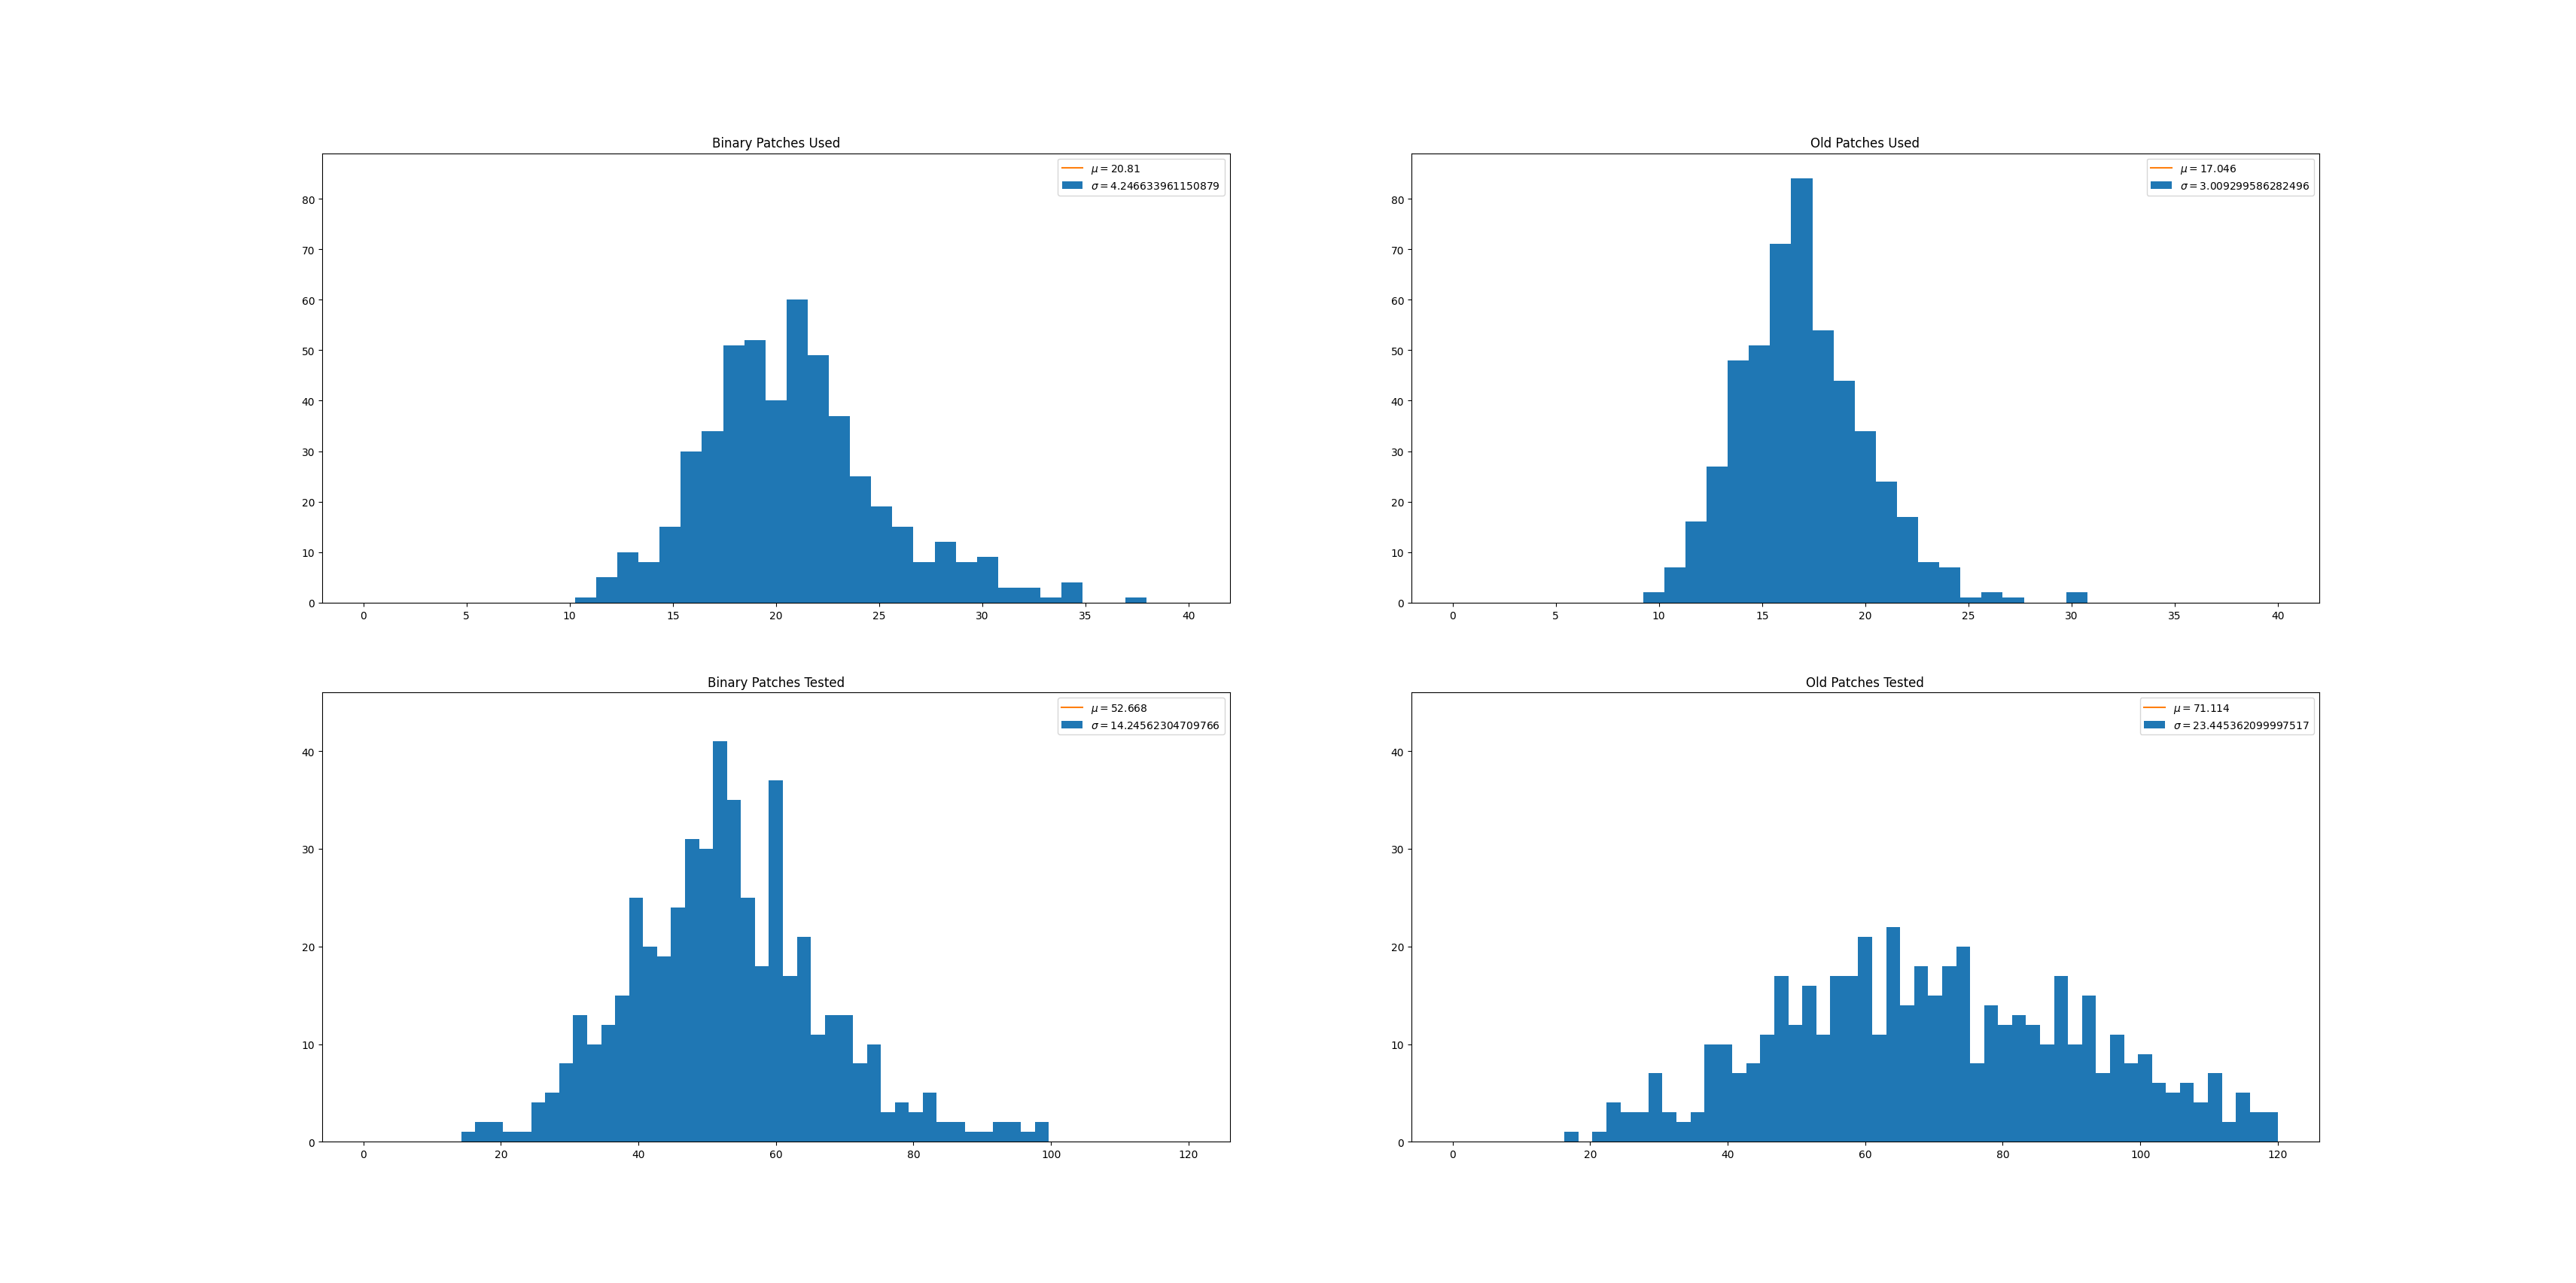 Binary Patches Used
μ = 20.81
σ = 4.246633961150879
80
70
60
50
40
30
20
10
0
0 5 10 15 20 25 30 35 40
Old Patches Used
μ = 17.046
σ = 3.009299586282496
80
70
60
50
40
30
20
10
0
0 5 10 15 20 25 30 35 40
Binary Patches Tested
μ = 52.668
σ = 14.24562304709766
40
30
20
10
0
0 20 40 60 80 100 120
Old Patches Tested
μ = 71.114
σ = 23.445362099997517
40
30
20
10
0
0 20 40 60 80 100 120